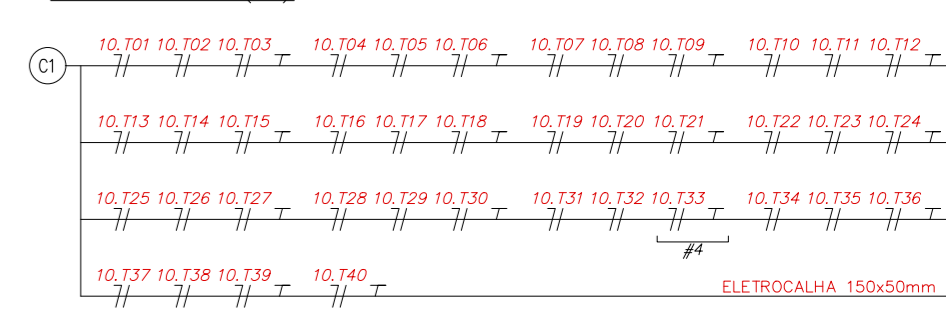 10.T01 10.T02 10.T03 10.T04 10.T05 10.T06 10.T07 10.T08 10.T09 10.T10 10.T11 10.T12
C1
10.T13 10.T14 10.T15 10.T16 10.T17 10.T18 10.T19 10.T20 10.T21 10.T22 10.T23 10.T24
10.T25 10.T26 10.T27 10.T28 10.T29 10.T30 10.T31 10.T32 10.T33 10.T34 10.T35 10.T36
#4
10.T37 10.T38 10.T39 10.T40
ELETROCALHA 150x50mm